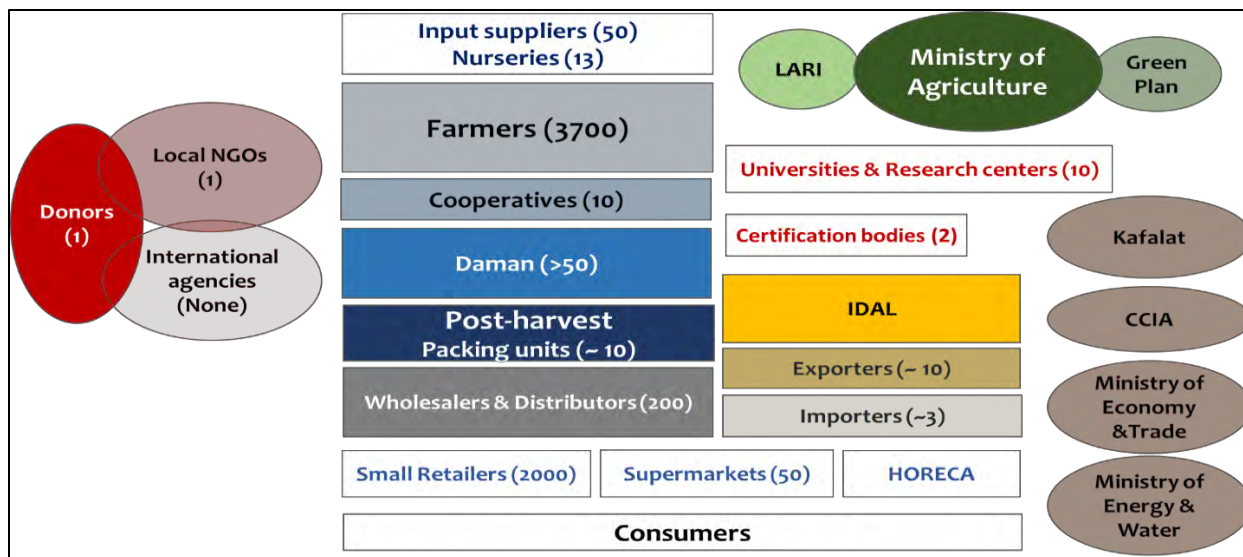 Input suppliers (50)
Nurseries (13)
Farmers (3700)
Cooperatives (10)
Daman (>50)
Post-harvest
Packing units (~ 10)
Wholesalers & Distributors (200)
Small Retailers (2000)
Supermarkets (50)
HORECA
Consumers
Donors
(1)
Local NGOs
(1)
International
agencies
(None)
LARI
Ministry of
Agriculture
Green
Plan
Universities & Research centers (10)
Certification bodies (2)
IDAL
Exporters (~ 10)
Importers (~3)
Kafalat
CCIA
Ministry of
Economy
&Trade
Ministry of
Energy &
Water